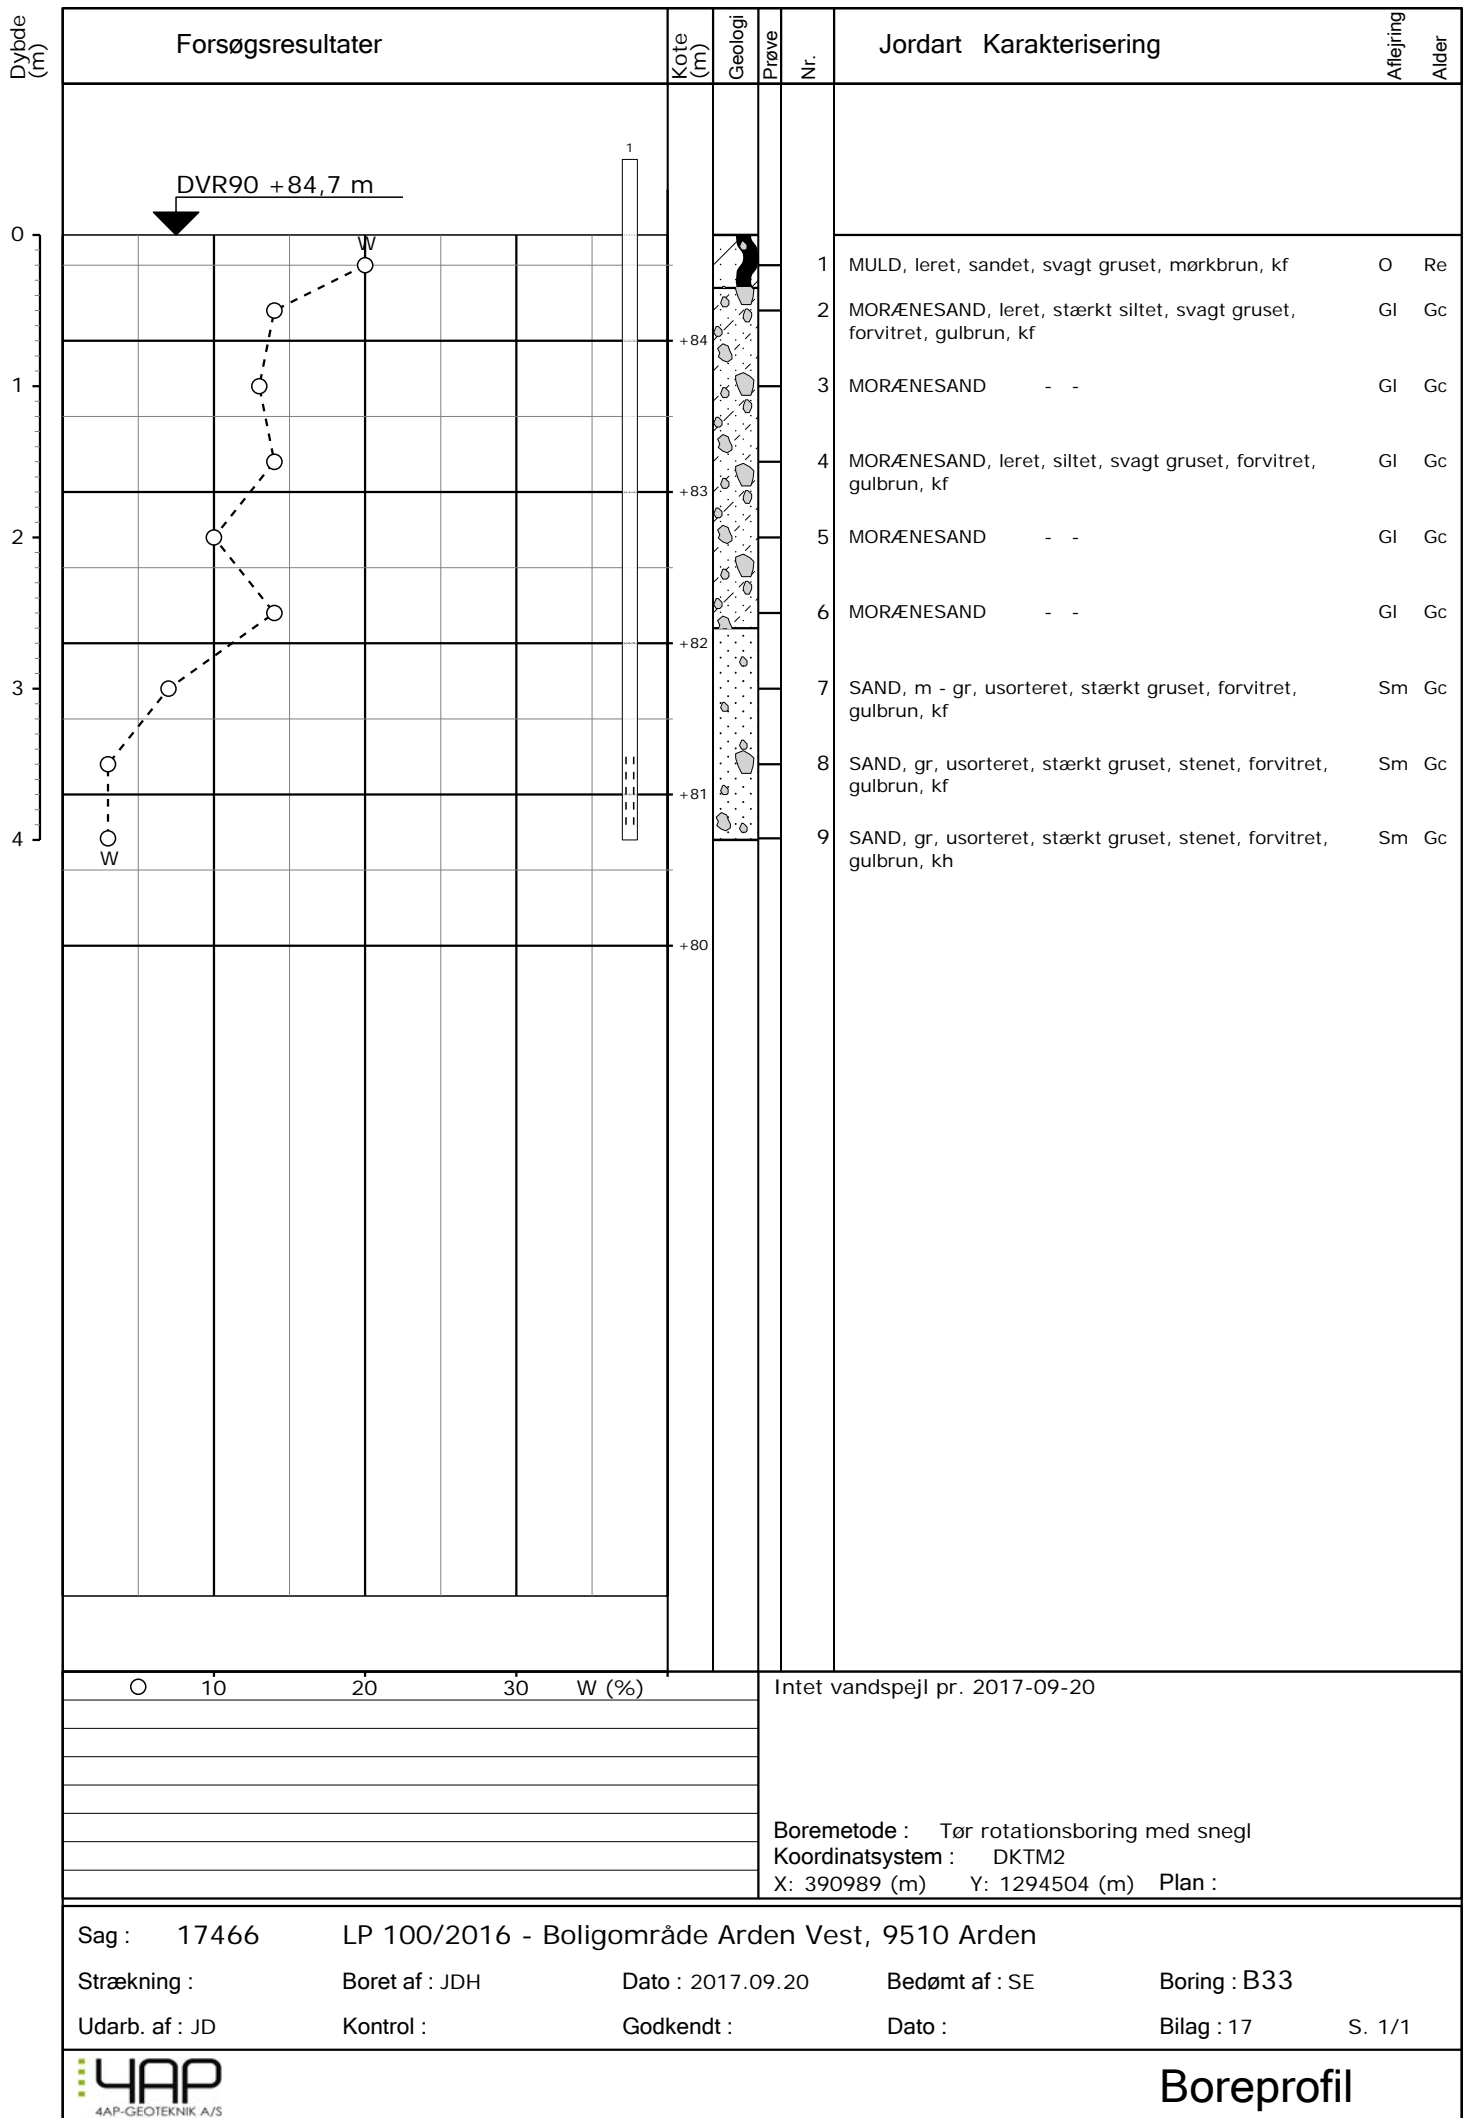 Dybde (m)
Forsøgsresultater
Kote (m)
Geologi
Prøve
Nr.
Jordart Karakterisering
Aflejring
Alder
1
DVR90 +84,7 m
0
W
1 MULD, leret, sandet, svagt gruset, mørkbrun, kf O Re
2 MORÆNESAND, leret, stærkt siltet, svagt gruset, Gl Gc
forvitret, gulbrun, kf
+84
1
3 MORÆNESAND - - Gl Gc
4 MORÆNESAND, leret, siltet, svagt gruset, forvitret, Gl Gc
gulbrun, kf
+83
2
5 MORÆNESAND - - Gl Gc
6 MORÆNESAND - - Gl Gc
+82
3
7 SAND, m - gr, usorteret, stærkt gruset, forvitret, Sm Gc
gulbrun, kf
8 SAND, gr, usorteret, stærkt gruset, stenet, forvitret, Sm Gc
gulbrun, kf
+81
4
9 SAND, gr, usorteret, stærkt gruset, stenet, forvitret, Sm Gc
gulbrun, kh
W
+80
10 20 30 W (%)
Intet vandspejl pr. 2017-09-20
Boremetode : Tør rotationsboring med snegl
Koordinatsystem : DKTM2
X: 390989 (m) Y: 1294504 (m) Plan :
Sag : 17466 LP 100/2016 - Boligområde Arden Vest, 9510 Arden
Strækning : Boret af : JDH Dato : 2017.09.20 Bedømt af : SE Boring : B33
Udarb. af : JD Kontrol : Godkendt : Dato : Bilag : 17 S. 1/1
4AP
4AP-GEOTEKNIK A/S
Boreprofil